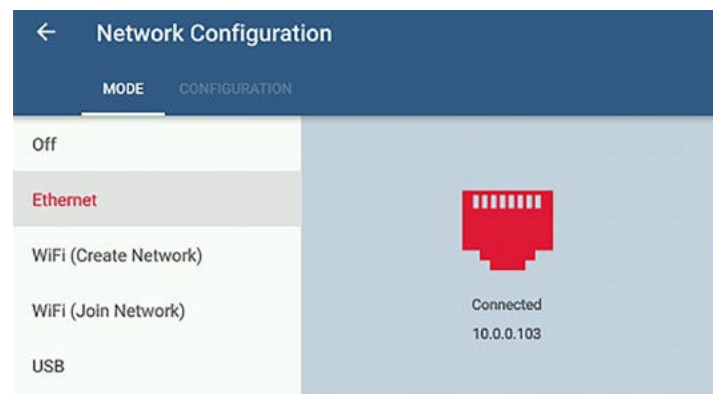 Network Configuration
MODE CONFIGURATION
Off
Ethernet
WiFi (Create Network)
WiFi (Join Network)
USB
Connected
10.0.0.103